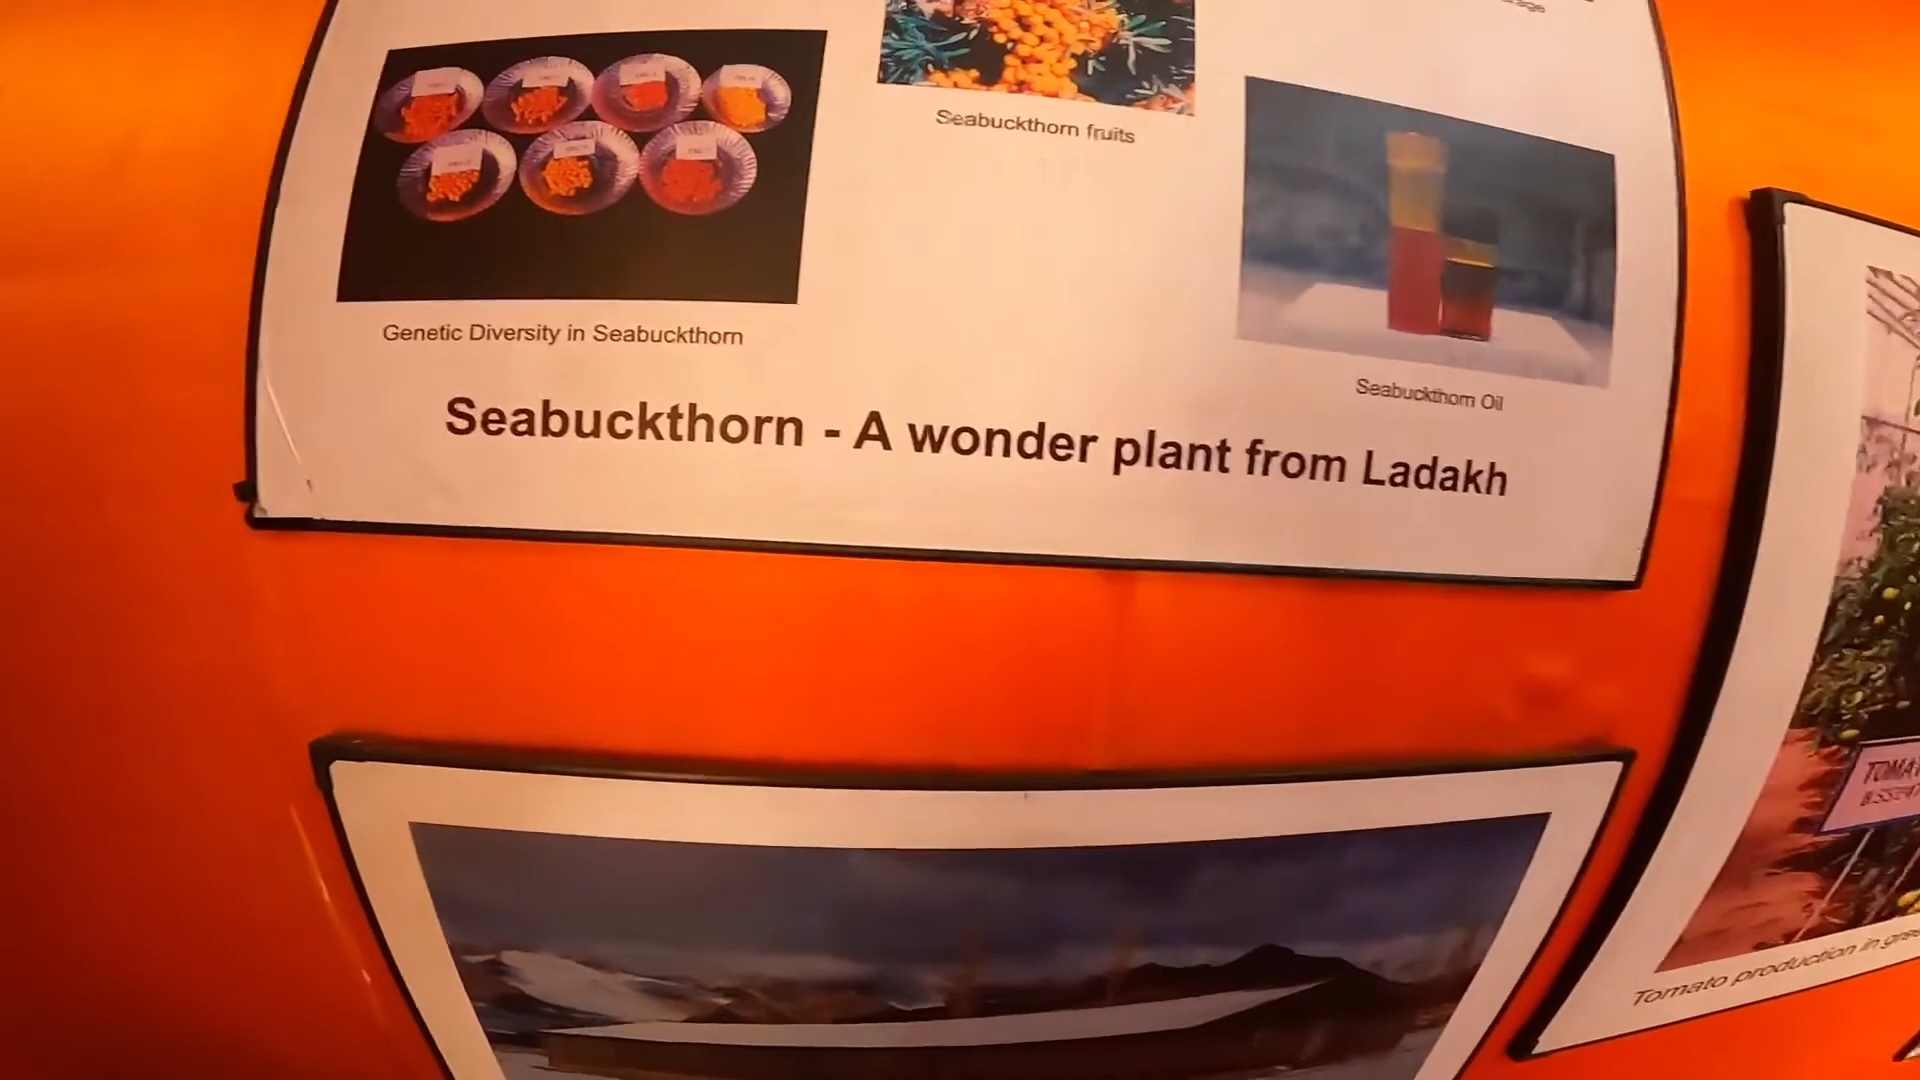 Seabuckthorn fruits
Genetic Diversity in Seabuckthorn
Seabuckthorn Oil
Seabuckthorn - A wonder plant from Ladakh
Tomato production in